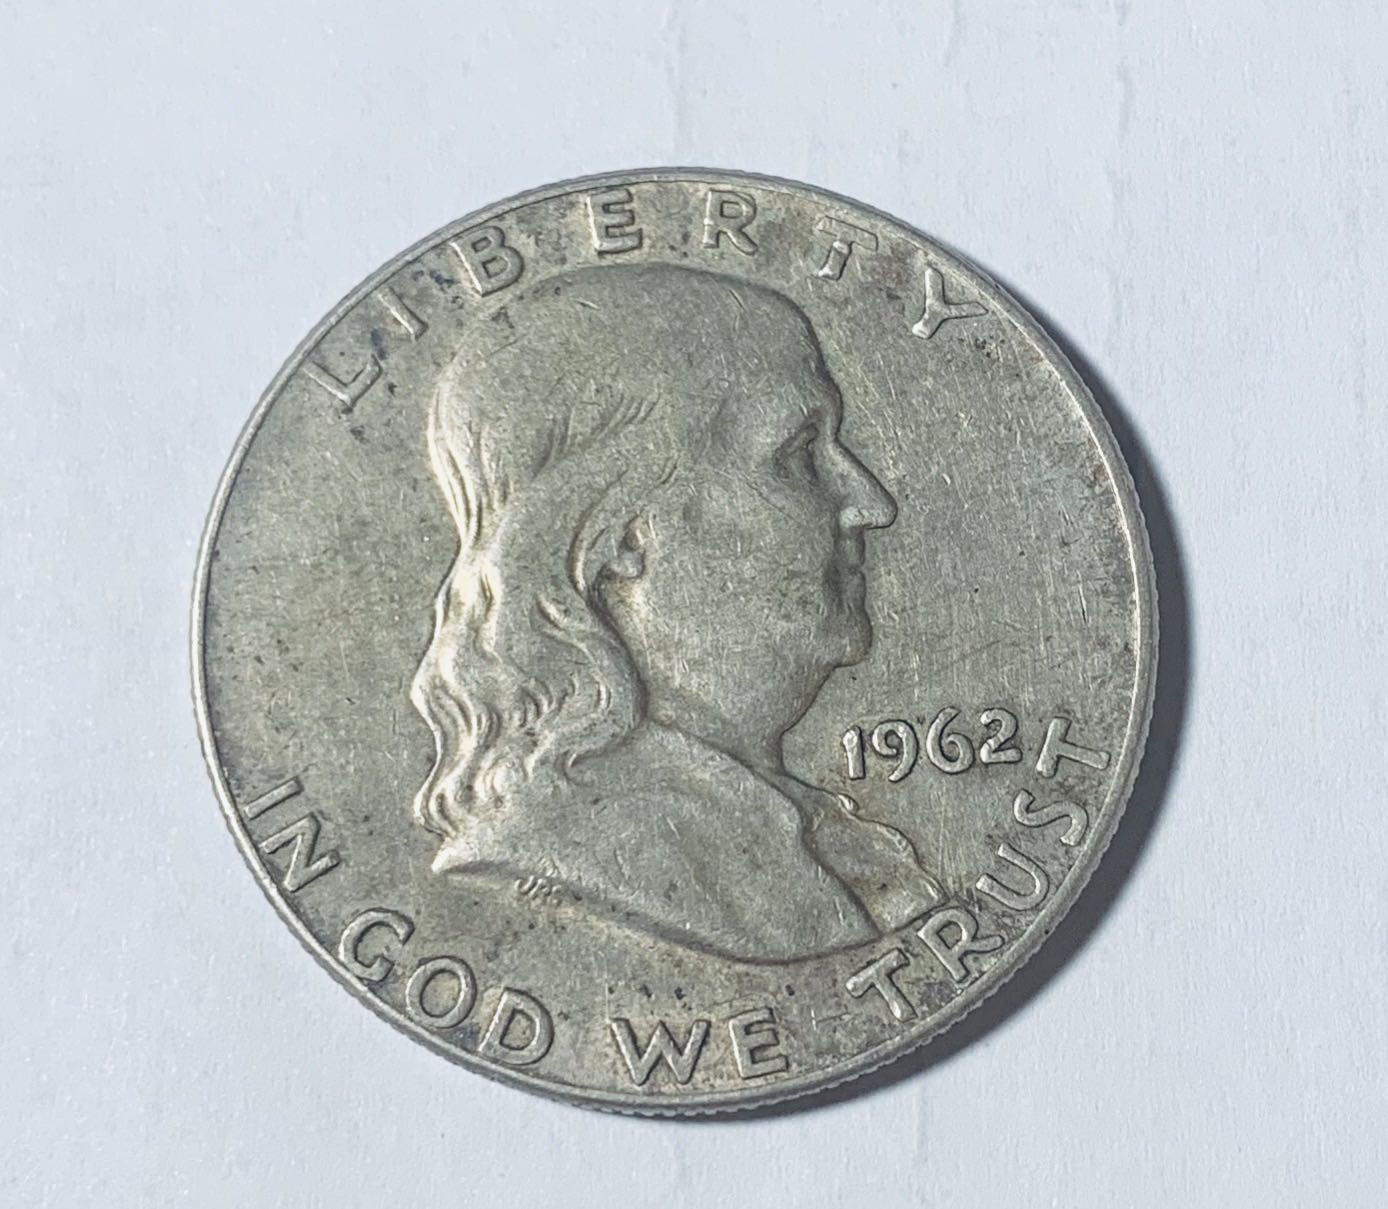 LIBERTY
1962
JRS
IN GOD WE TRUST